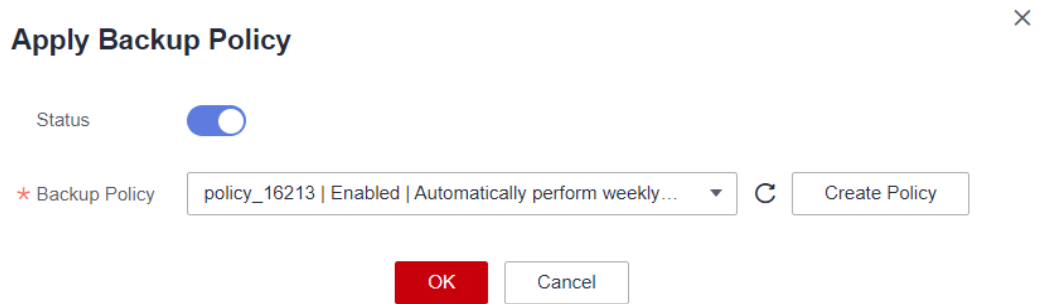 Apply Backup Policy
Status
* Backup Policy policy_16213 | Enabled | Automatically perform weekly... Create Policy
OK Cancel